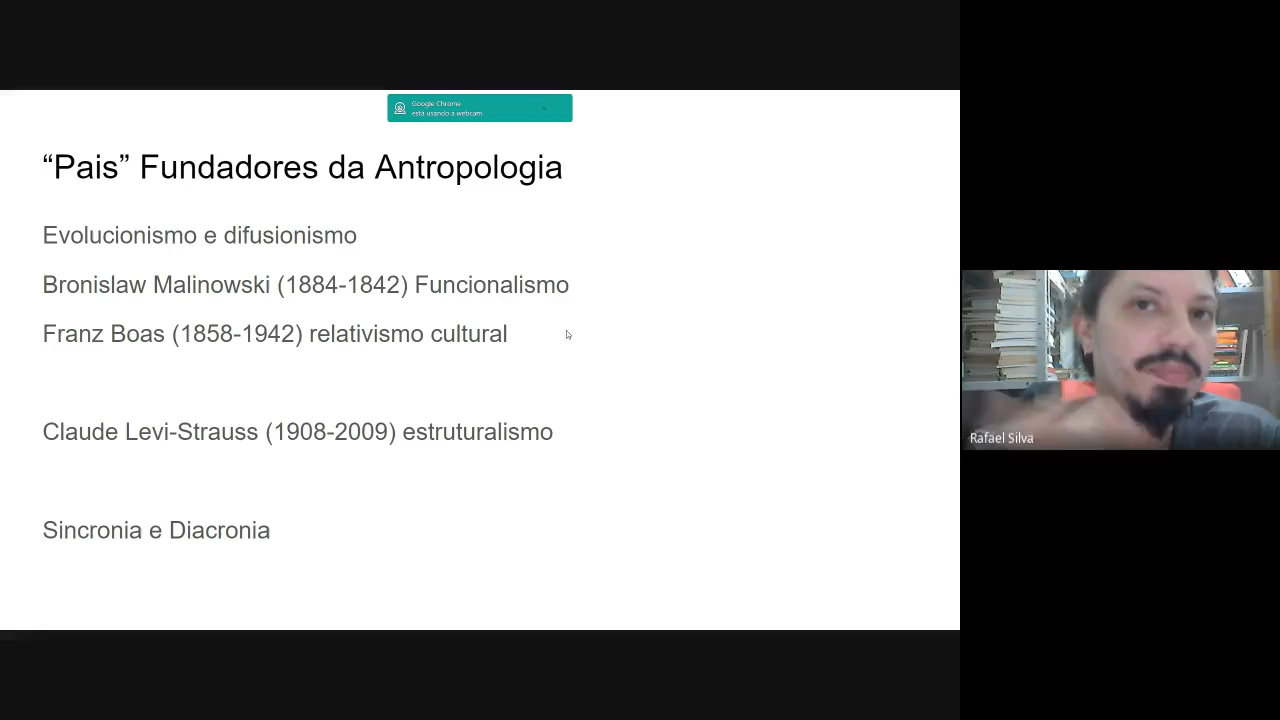 Google Chrome
está usando a webcam
“Pais” Fundadores da Antropologia
Evolucionismo e difusionismo
Bronislaw Malinowski (1884-1842) Funcionalismo
Franz Boas (1858-1942) relativismo cultural
Claude Levi-Strauss (1908-2009) estruturalismo
Sincronia e Diacronia
Rafael Silva